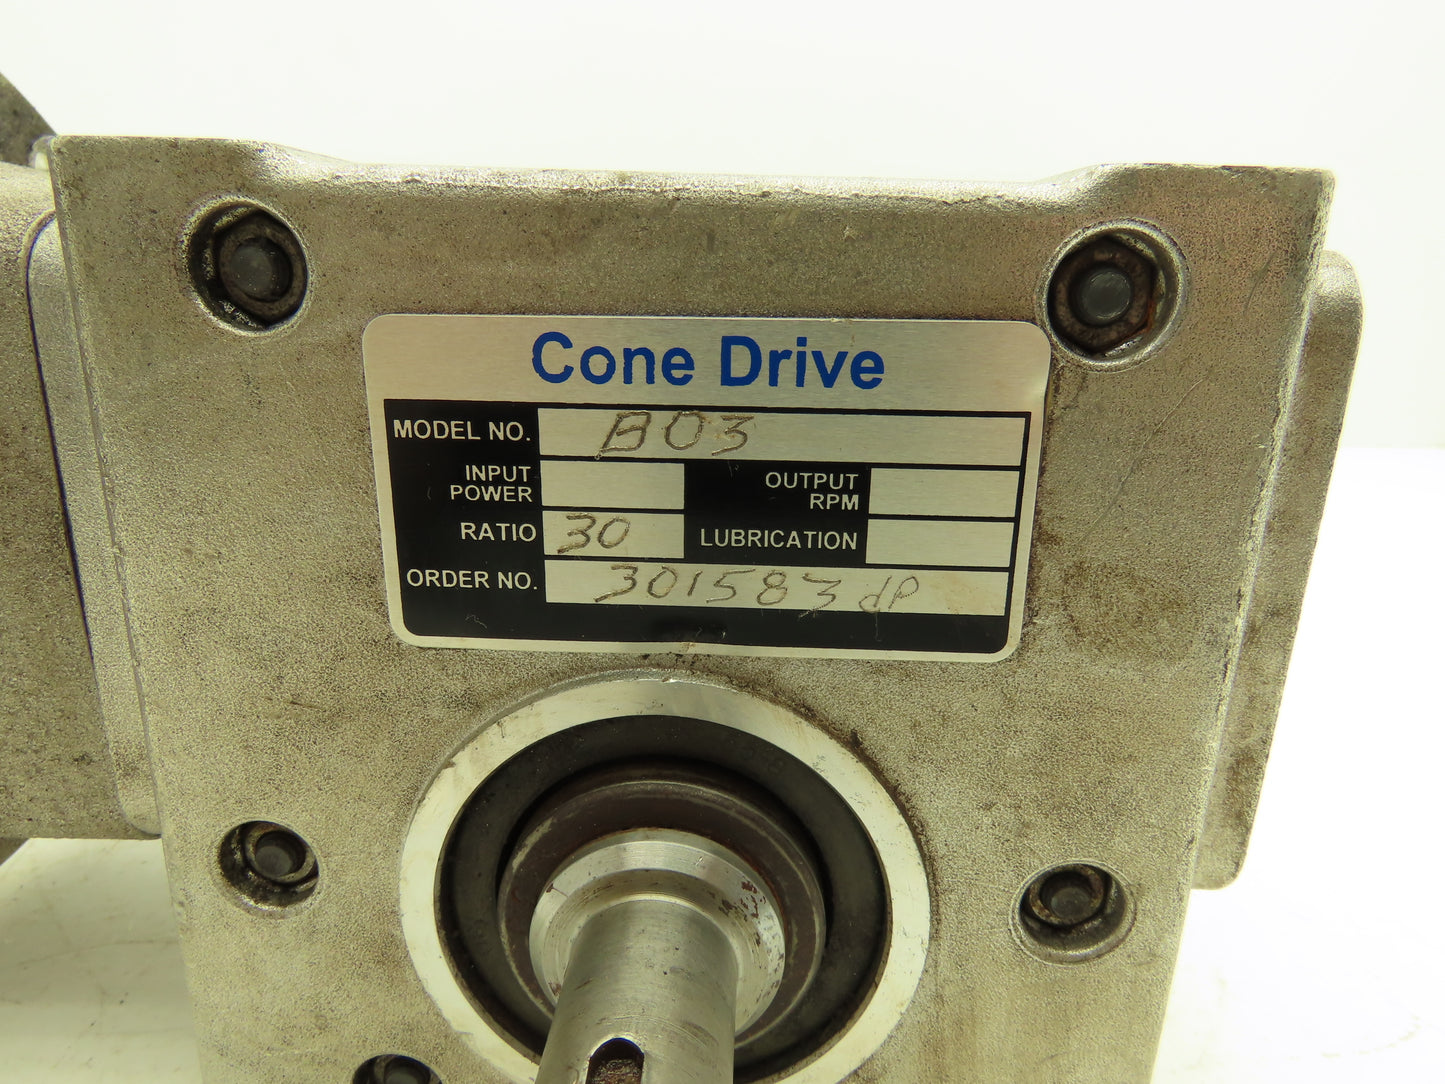 Cone Drive
MODEL NO. B03
INPUT POWER OUTPUT RPM
RATIO 30 LUBRICATION
ORDER NO. 301583 dP